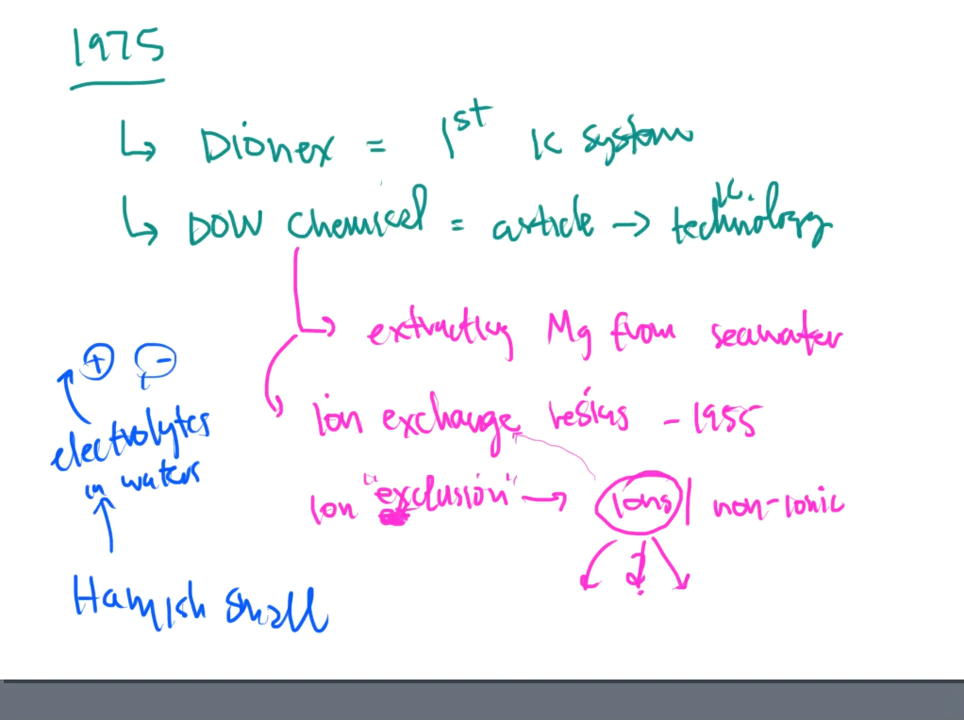 1975
↳ Dionex = 1st IC system
↳ DOW Chemical = article → IC. technology
↳ extracting Mg from seawater
+ -
Ion exchange resins - 1955
electrolytes
in waters
Ion "exclusion" → Ions | non-ionic
Hamish Small